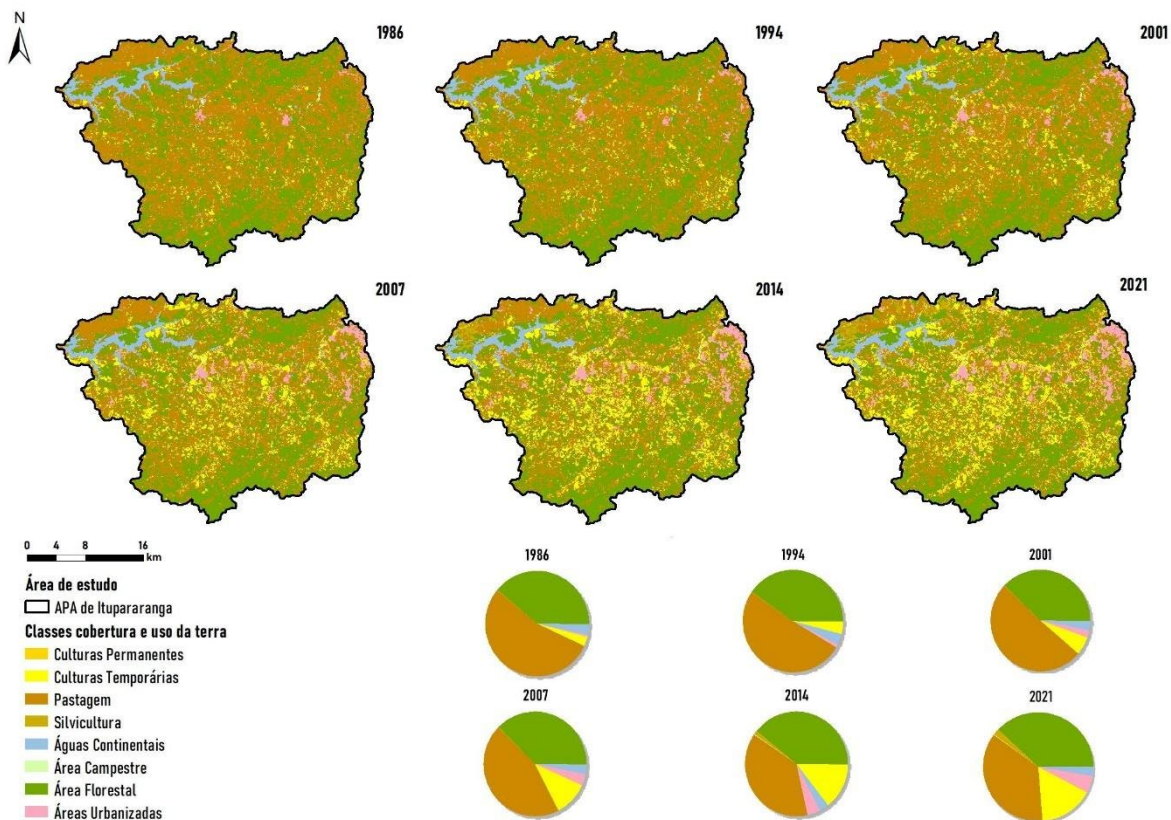 N
1986
1994
2001
2007
2014
2021
0 4 8 16
km
Área de estudo
APA de Itupararanga
Classes cobertura e uso da terra
Culturas Permanentes
Culturas Temporárias
Pastagem
Silvicultura
Águas Continentais
Área Campestre
Área Florestal
Áreas Urbanizadas
1986
1994
2001
2007
2014
2021